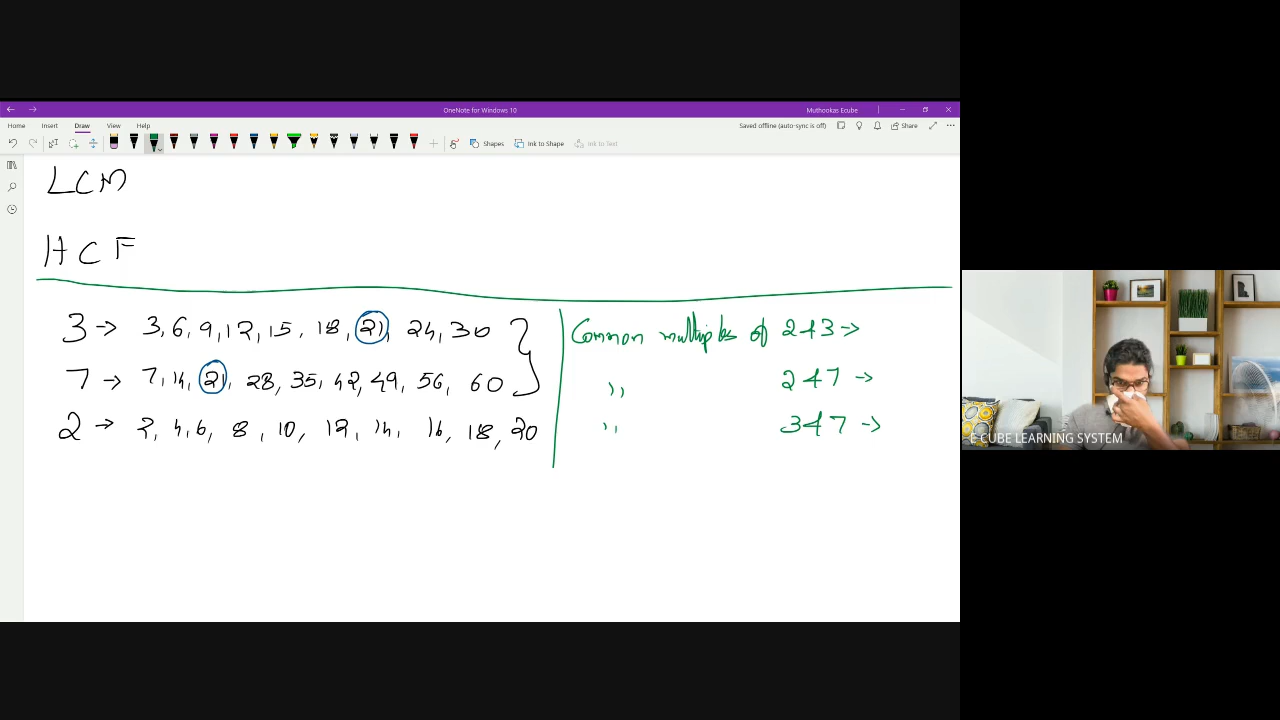 OneNote for Windows 10
Muthookas Ecube
Home Insert Draw View Help
Saved offline (auto-sync is off)
Share
Shapes
Ink to Shape
Ink to Text
LCM
HCF
3 → 3, 6, 9, 12, 15, 18, 21, 24, 30
7 → 7, 14, 21, 28, 35, 42, 49, 56, 60
2 → 2, 4, 6, 8, 10, 12, 14, 16, 18, 20
Common multiples of 2 & 3 →
,, 2 & 7 →
,, 3 & 7 →
E CUBE LEARNING SYSTEM